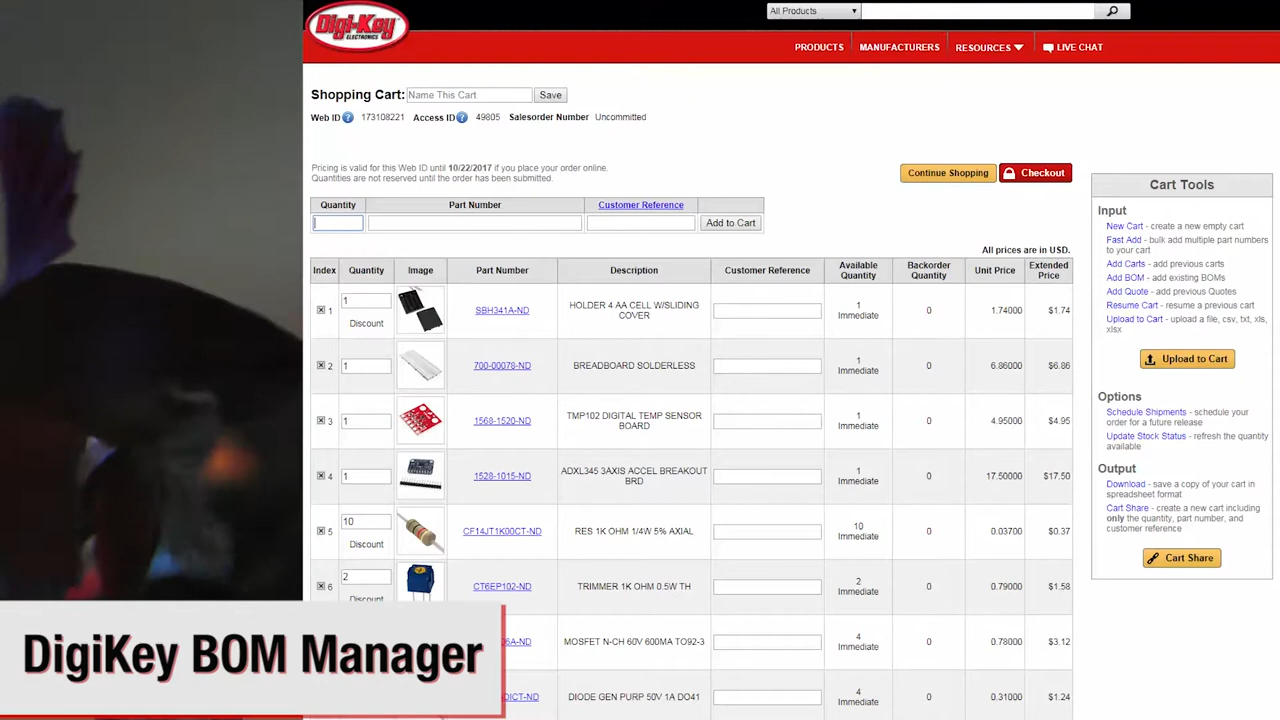 Digi-Key
ELECTRONICS
All Products
PRODUCTS
MANUFACTURERS
RESOURCES
LIVE CHAT
Shopping Cart: Name This Cart Save
Web ID 173108221 Access ID 49805 Salesorder Number Uncommitted
Pricing is valid for this Web ID until 10/22/2017 if you place your order online.
Quantities are not reserved until the order has been submitted.
Continue Shopping
Checkout
Quantity Part Number Customer Reference
Add to Cart
All prices are in USD.
Index Quantity Image Part Number Description Customer Reference Available Quantity Backorder Quantity Unit Price Extended Price
1 1 Discount SBH341A-ND HOLDER 4 AA CELL W/SLIDING COVER 1 Immediate 0 1.74000 $1.74
2 1 700-00078-ND BREADBOARD SOLDERLESS 1 Immediate 0 6.86000 $6.86
3 1 1568-1520-ND TMP102 DIGITAL TEMP SENSOR BOARD 1 Immediate 0 4.95000 $4.95
4 1 1528-1015-ND ADXL345 3AXIS ACCEL BREAKOUT BRD 1 Immediate 0 17.50000 $17.50
5 10 Discount CF14JT1K00CT-ND RES 1K OHM 1/4W 5% AXIAL 10 Immediate 0 0.03700 $0.37
6 2 Discount CT6EP102-ND TRIMMER 1K OHM 0.5W TH 2 Immediate 0 0.79000 $1.58
6A-ND MOSFET N-CH 60V 600MA TO92-3 4 Immediate 0 0.78000 $3.12
DICT-ND DIODE GEN PURP 50V 1A DO41 4 Immediate 0 0.31000 $1.24
Cart Tools
Input
New Cart - create a new empty cart
Fast Add - bulk add multiple part numbers
to your cart
Add Carts - add previous carts
Add BOM - add existing BOMs
Add Quote - add previous Quotes
Resume Cart - resume a previous cart
Upload to Cart - upload a file, csv, txt, xls,
xlsx
Upload to Cart
Options
Schedule Shipments - schedule your
order for a future release
Update Stock Status - refresh the quantity
available
Output
Download - save a copy of your cart in
spreadsheet format
Cart Share - create a new cart including
only the quantity, part number, and
customer reference
Cart Share
DigiKey BOM Manager